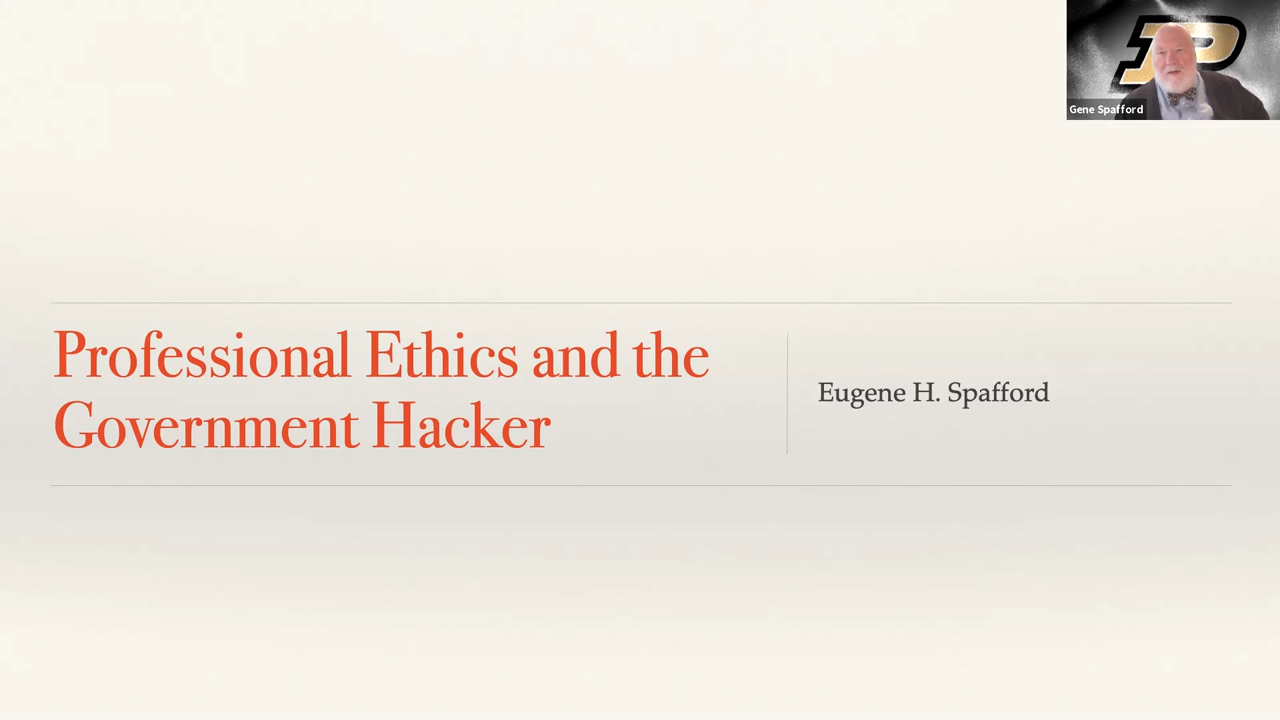 Gene Spafford
Professional Ethics and the
Government Hacker
Eugene H. Spafford